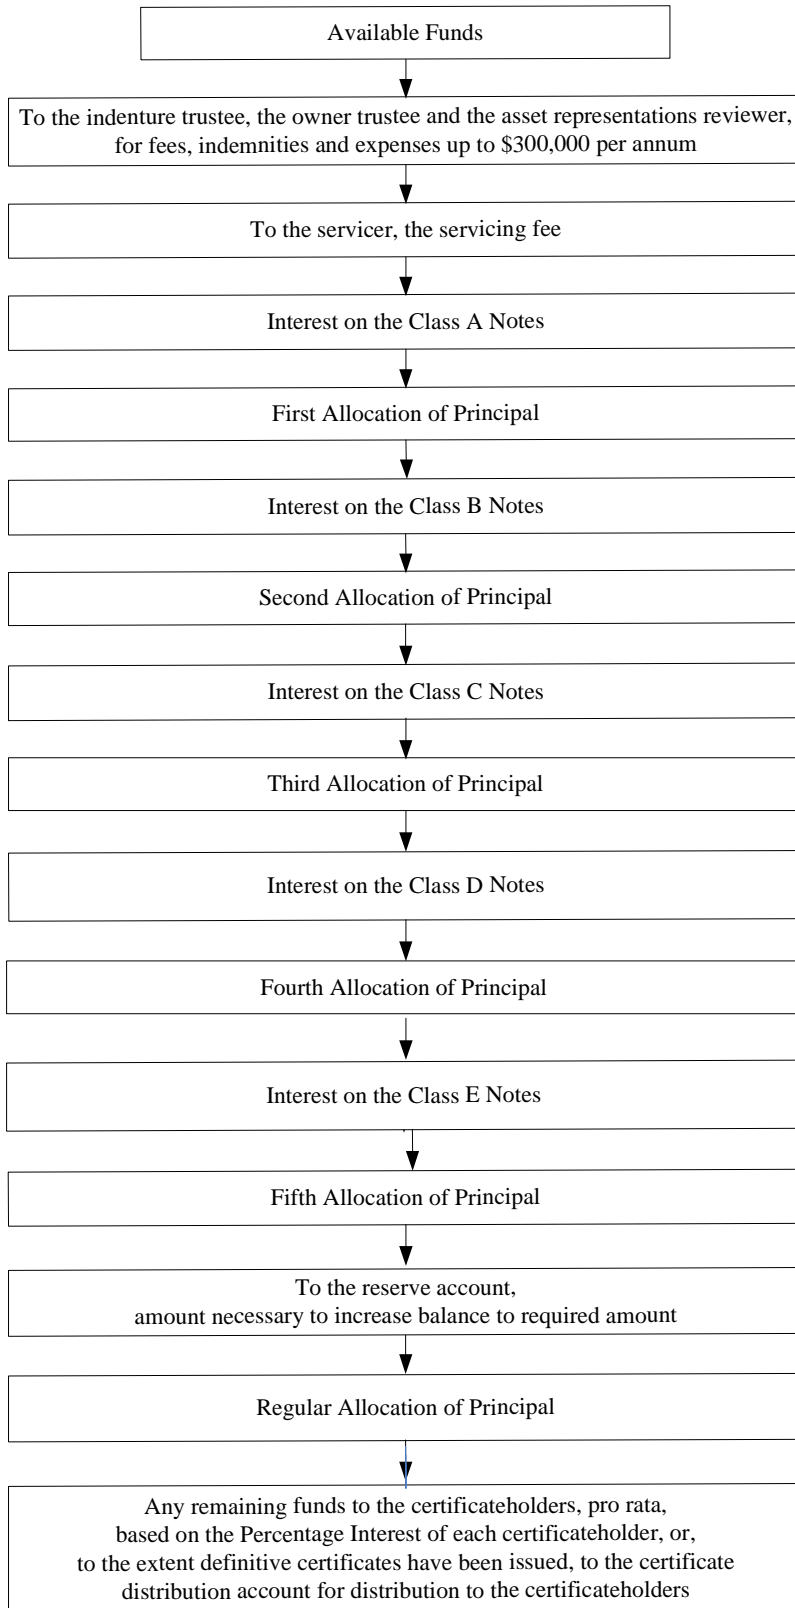 Available Funds
To the indenture trustee, the owner trustee and the asset representations reviewer,
for fees, indemnities and expenses up to $300,000 per annum
To the servicer, the servicing fee
Interest on the Class A Notes
First Allocation of Principal
Interest on the Class B Notes
Second Allocation of Principal
Interest on the Class C Notes
Third Allocation of Principal
Interest on the Class D Notes
Fourth Allocation of Principal
Interest on the Class E Notes
Fifth Allocation of Principal
To the reserve account,
amount necessary to increase balance to required amount
Regular Allocation of Principal
Any remaining funds to the certificateholders, pro rata,
based on the Percentage Interest of each certificateholder, or,
to the extent definitive certificates have been issued, to the certificate
distribution account for distribution to the certificateholders